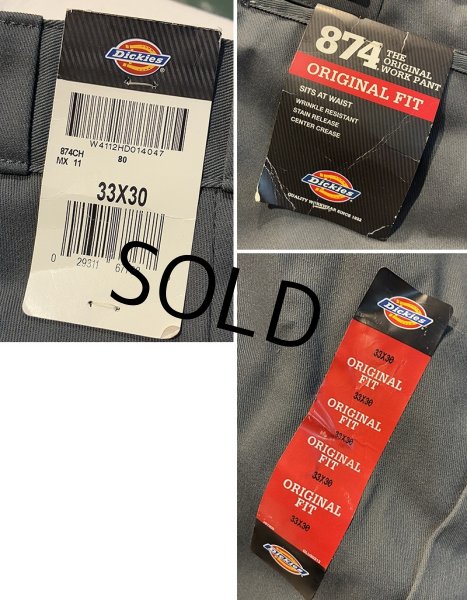 Dickies
W4112HD014047
874CH
MX 11 80
33X30
0 29311
SOLD
874 THE ORIGINAL WORK PANT
ORIGINAL FIT
SITS AT WAIST
WRINKLE RESISTANT
STAIN RELEASE
CENTER CREASE
Dickies
QUALITY WORKWEAR SINCE 1922
Dickies
33X30
ORIGINAL
FIT
33X30
ORIGINAL
FIT
33X30
ORIGINAL
FIT
33X30
ORIGINAL
FIT
33X30
Dickies